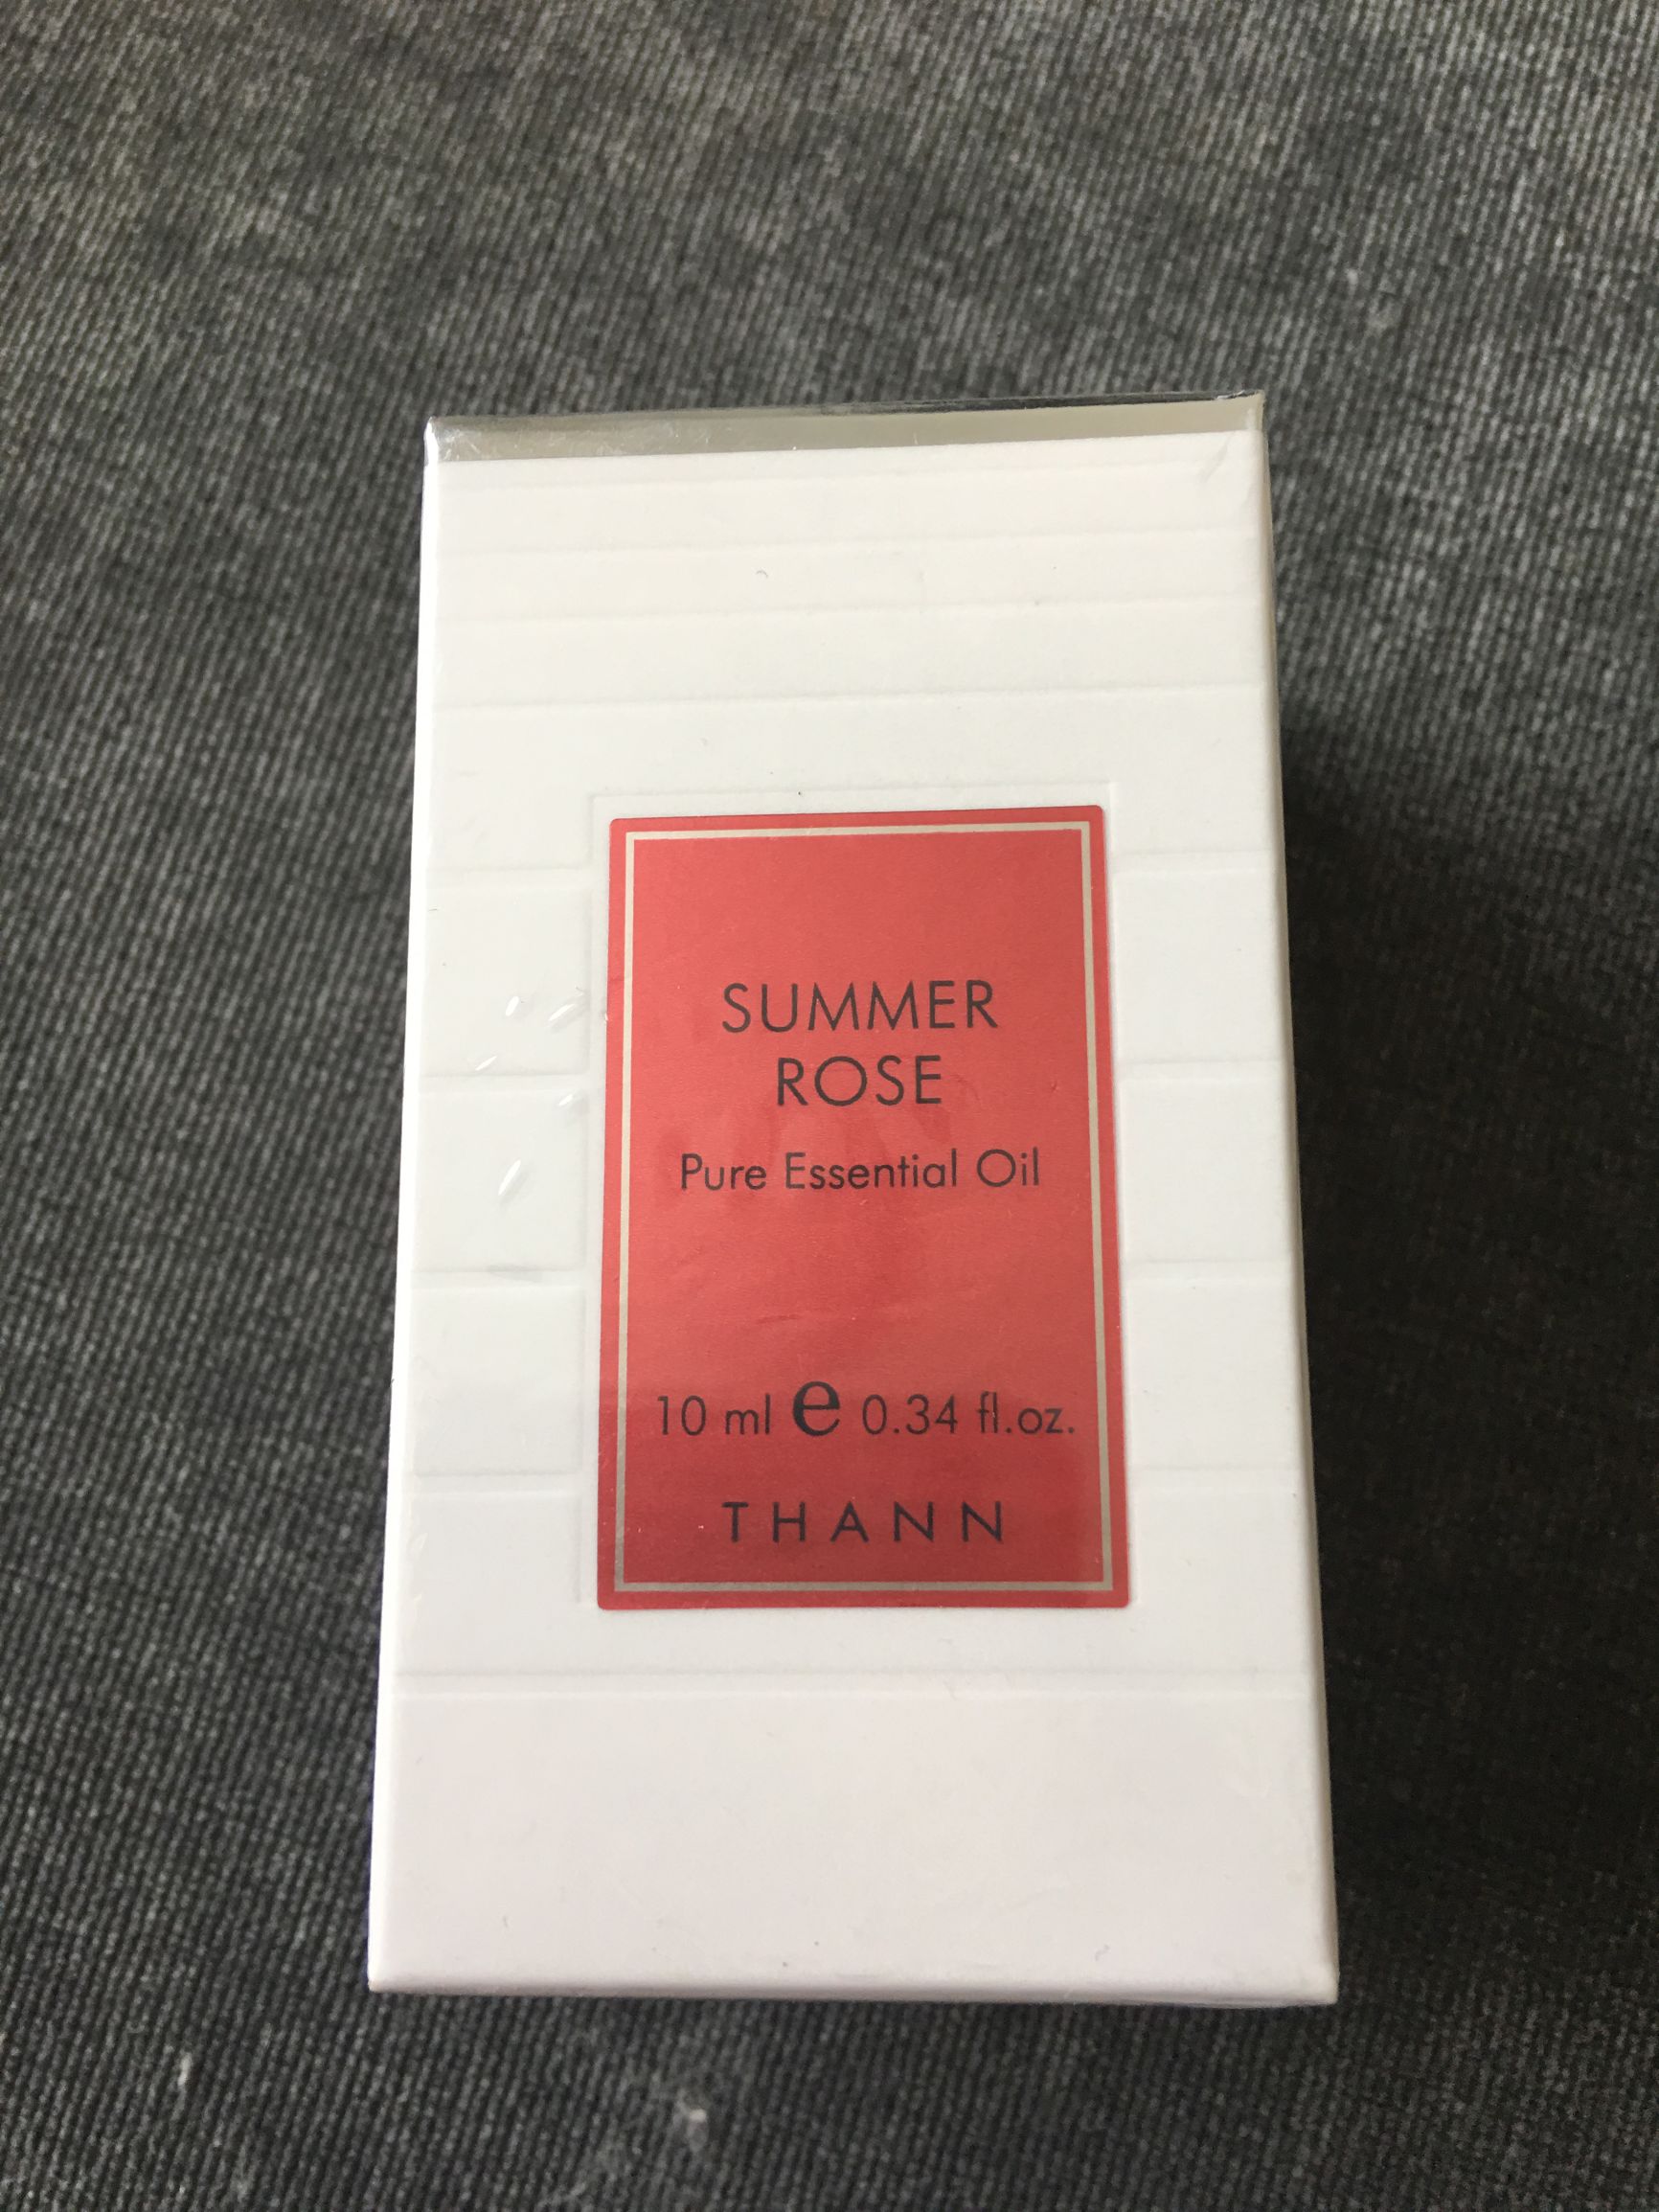 SUMMER
ROSE
Pure Essential Oil
10 ml e 0.34 fl.oz.
THANN